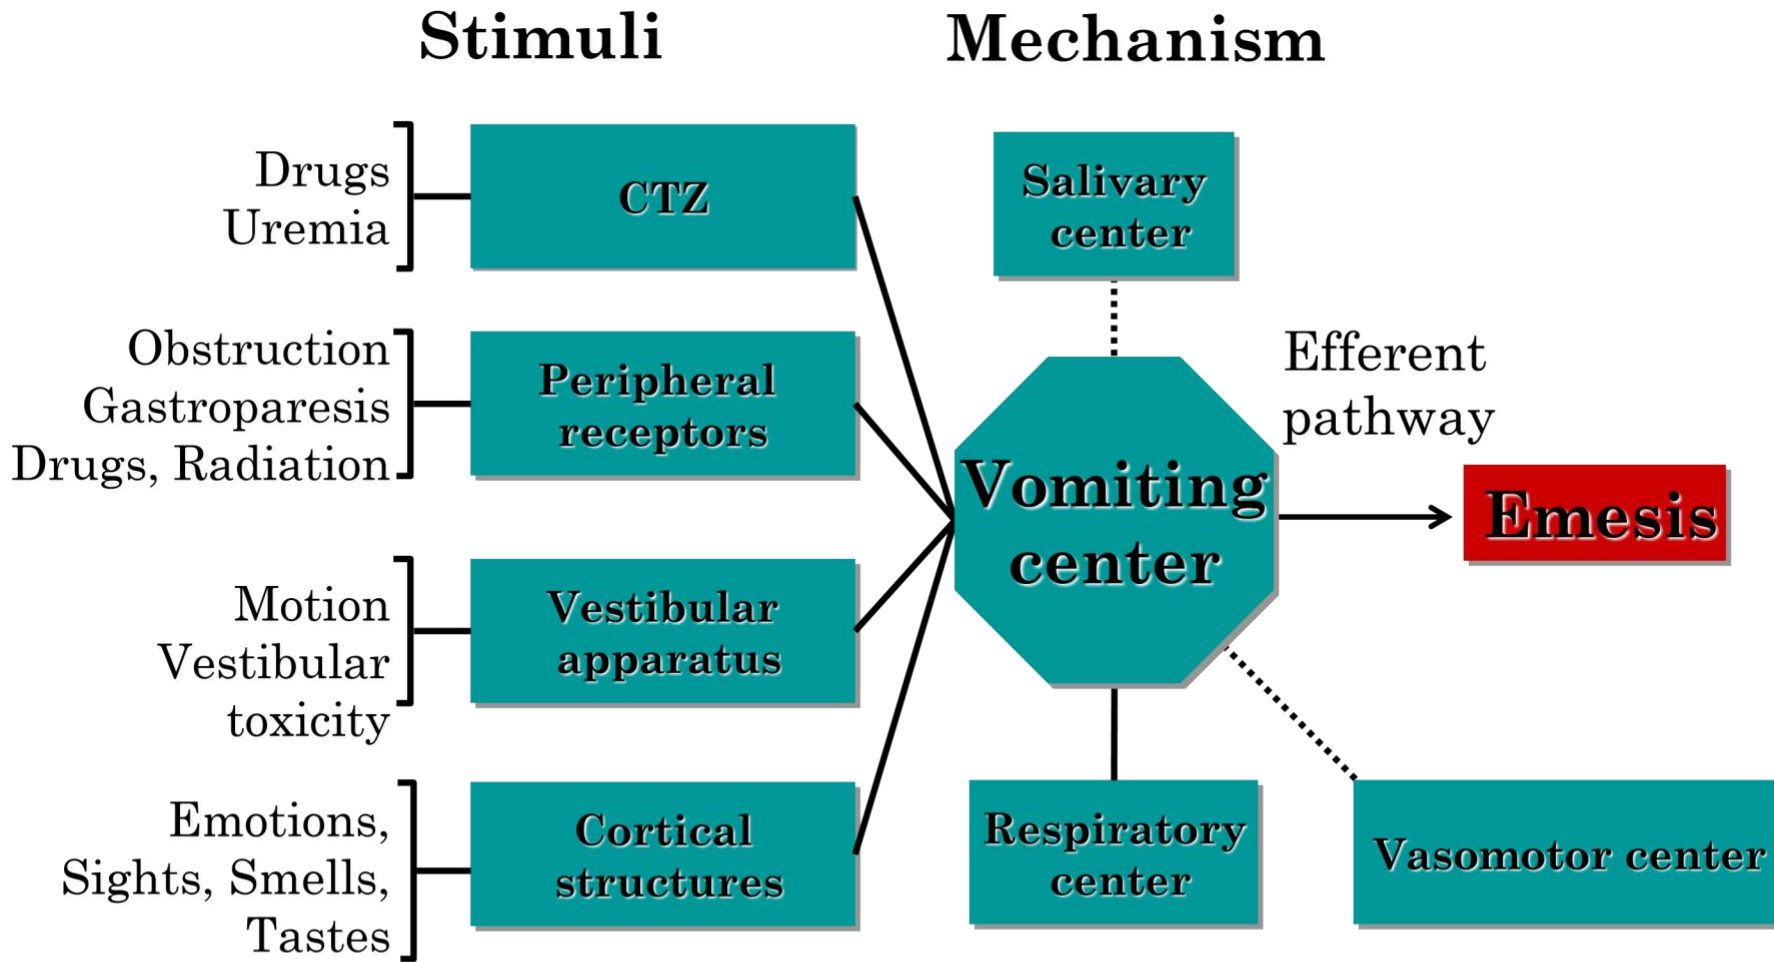 Stimuli
Mechanism
Drugs
Uremia
CTZ
Obstruction
Gastroparesis
Drugs, Radiation
Peripheral
receptors
Motion
Vestibular
toxicity
Vestibular
apparatus
Emotions,
Sights, Smells,
Tastes
Cortical
structures
Salivary
center
Vomiting
center
Efferent
pathway
Emesis
Respiratory
center
Vasomotor center